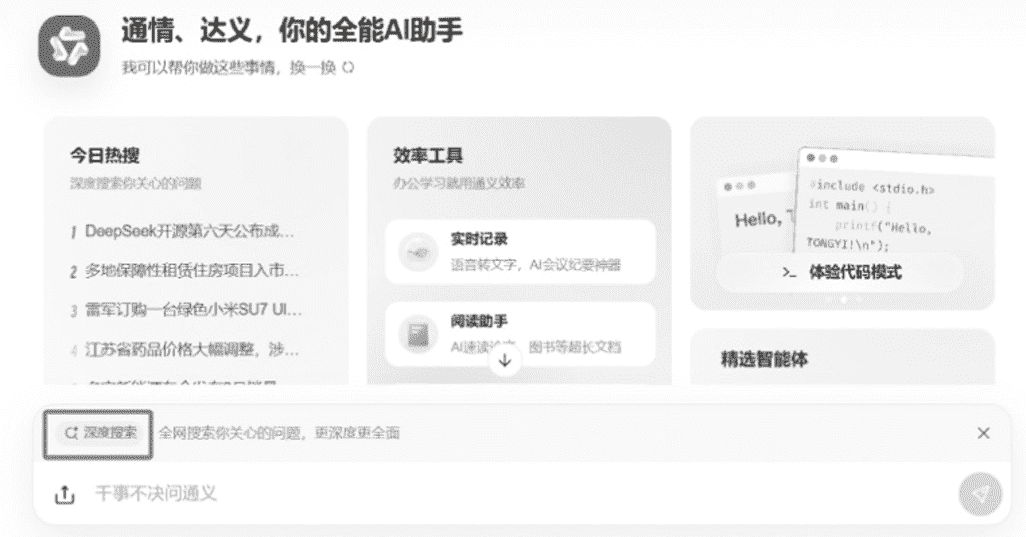 通情、达义，你的全能AI助手
我可以帮你做这些事情，换一换
今日热搜
深度搜索你关心的问题
1 DeepSeek开源第六天公布成...
2 多地保障性租赁住房项目入市...
3 雷军订购一台绿色小米SU7 Ul...
4 江苏省药品价格大幅调整，涉...
效率工具
办公学习就用通义效率
实时记录
语音转文字，AI会议纪要神器
阅读助手
AI速读论文、图书等超长文档
Hello,
#include <stdio.h>
int main() {
printf("Hello,
TONGYI!\n");
>_ 体验代码模式
精选智能体
深度搜索 全网搜索你关心的问题，更深度更全面
千事不决问通义